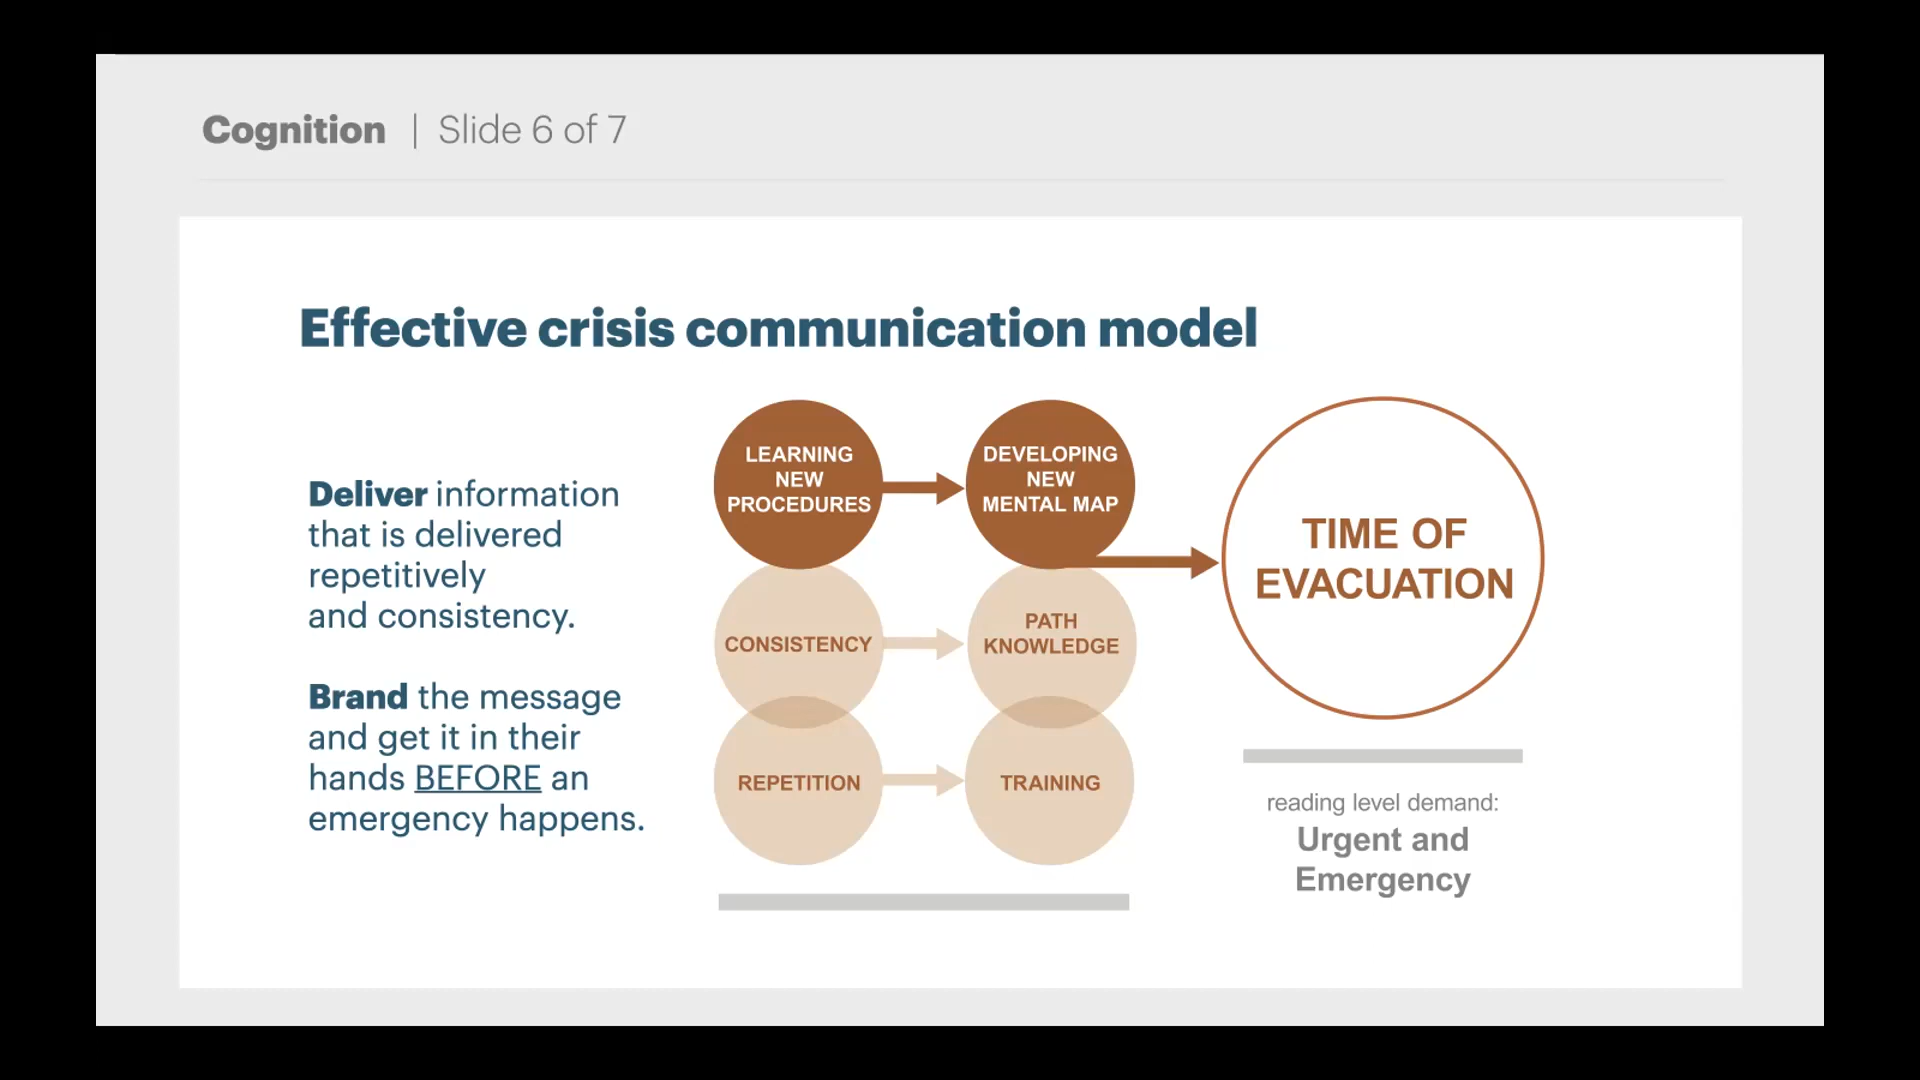 Cognition | Slide 6 of 7
Effective crisis communication model
Deliver information
that is delivered
repetitively
and consistency.
Brand the message
and get it in their
hands BEFORE an
emergency happens.
LEARNING
NEW
PROCEDURES
DEVELOPING
NEW
MENTAL MAP
CONSISTENCY
PATH
KNOWLEDGE
REPETITION
TRAINING
TIME OF
EVACUATION
reading level demand:
Urgent and
Emergency